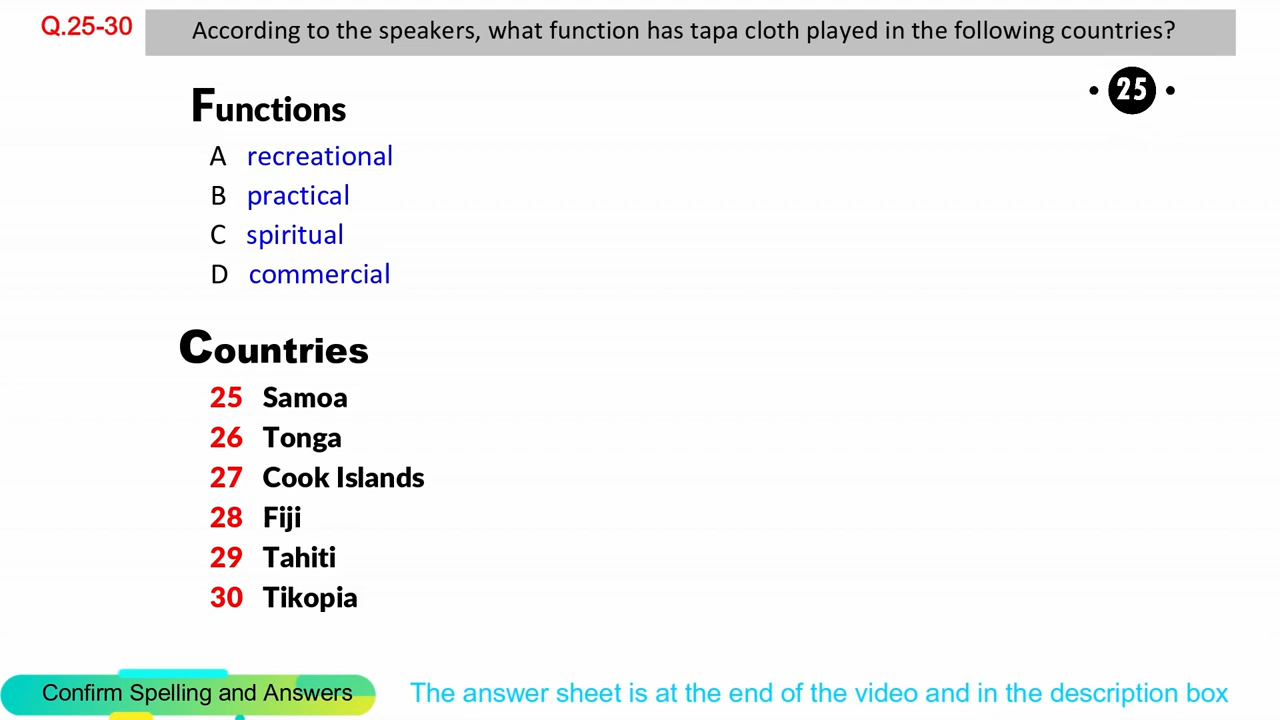 Q.25-30
According to the speakers, what function has tapa cloth played in the following countries?
• 25 •
Functions
A recreational
B practical
C spiritual
D commercial
Countries
25 Samoa
26 Tonga
27 Cook Islands
28 Fiji
29 Tahiti
30 Tikopia
Confirm Spelling and Answers
The answer sheet is at the end of the video and in the description box